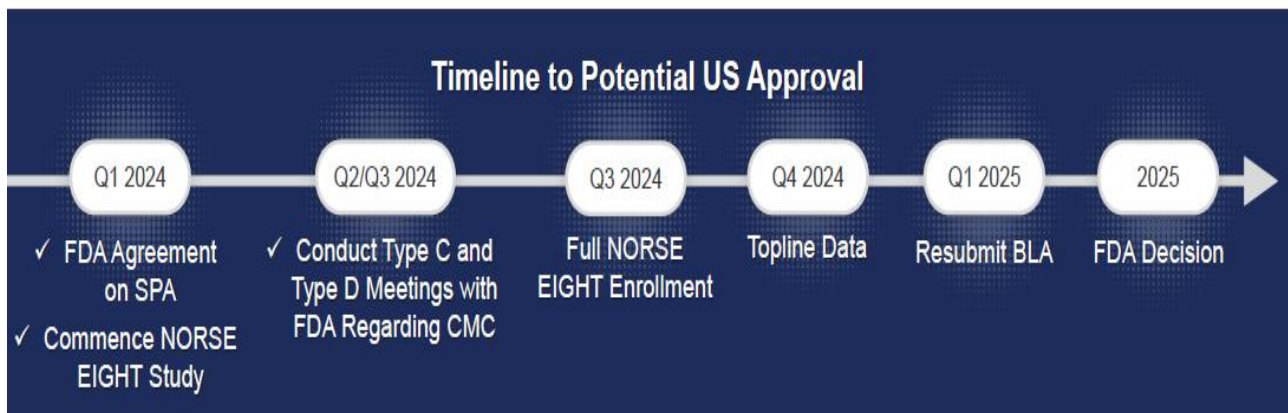 Timeline to Potential US Approval
Q1 2024
✓ FDA Agreement
on SPA
✓ Commence NORSE
EIGHT Study
Q2/Q3 2024
✓ Conduct Type C and
Type D Meetings with
FDA Regarding CMC
Q3 2024
Full NORSE
EIGHT Enrollment
Q4 2024
Topline Data
Q1 2025
Resubmit BLA
2025
FDA Decision